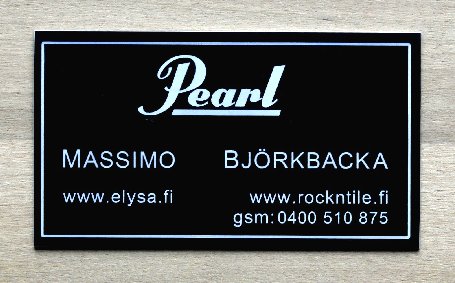 Pearl
MASSIMO BJÖRKBACKA
www.elysa.fi www.rockntile.fi
gsm: 0400 510 875